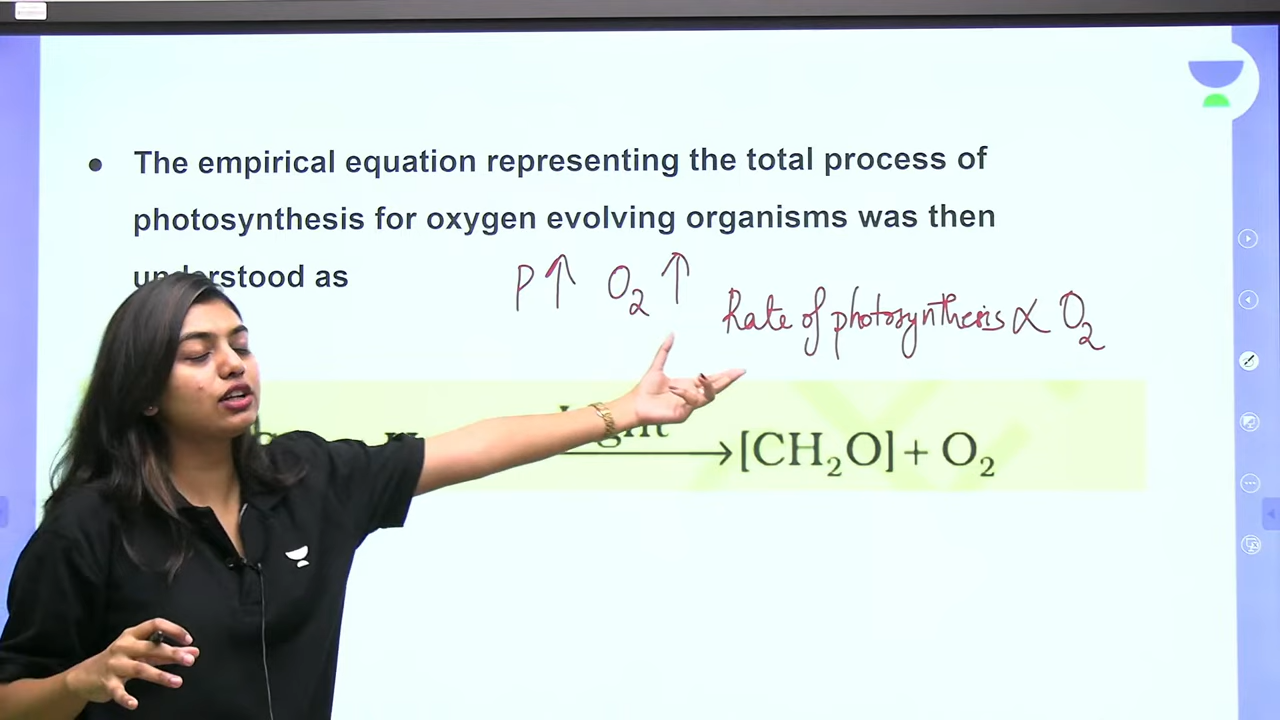 The empirical equation representing the total process of
photosynthesis for oxygen evolving organisms was then
understood as
P↑ O₂↑
Rate of photosynthesis ∝ O₂
Light
→ [CH₂O] + O₂